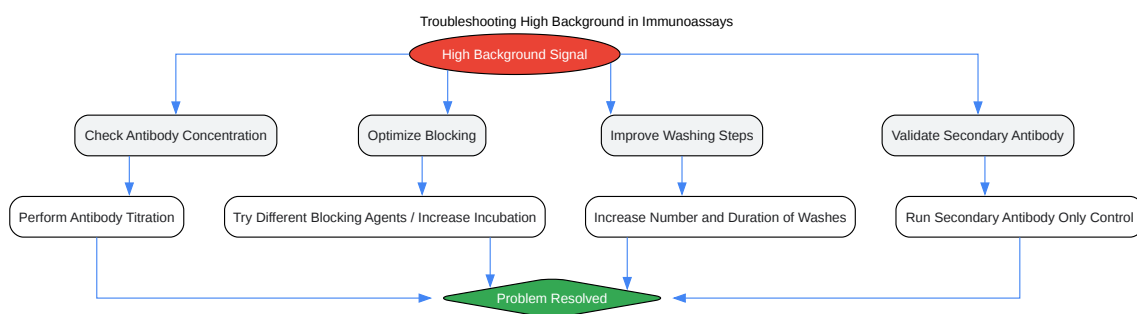 Troubleshooting High Background in Immunoassays
High Background Signal
Check Antibody Concentration
Optimize Blocking
Improve Washing Steps
Validate Secondary Antibody
Perform Antibody Titration
Try Different Blocking Agents / Increase Incubation
Increase Number and Duration of Washes
Run Secondary Antibody Only Control
Problem Resolved